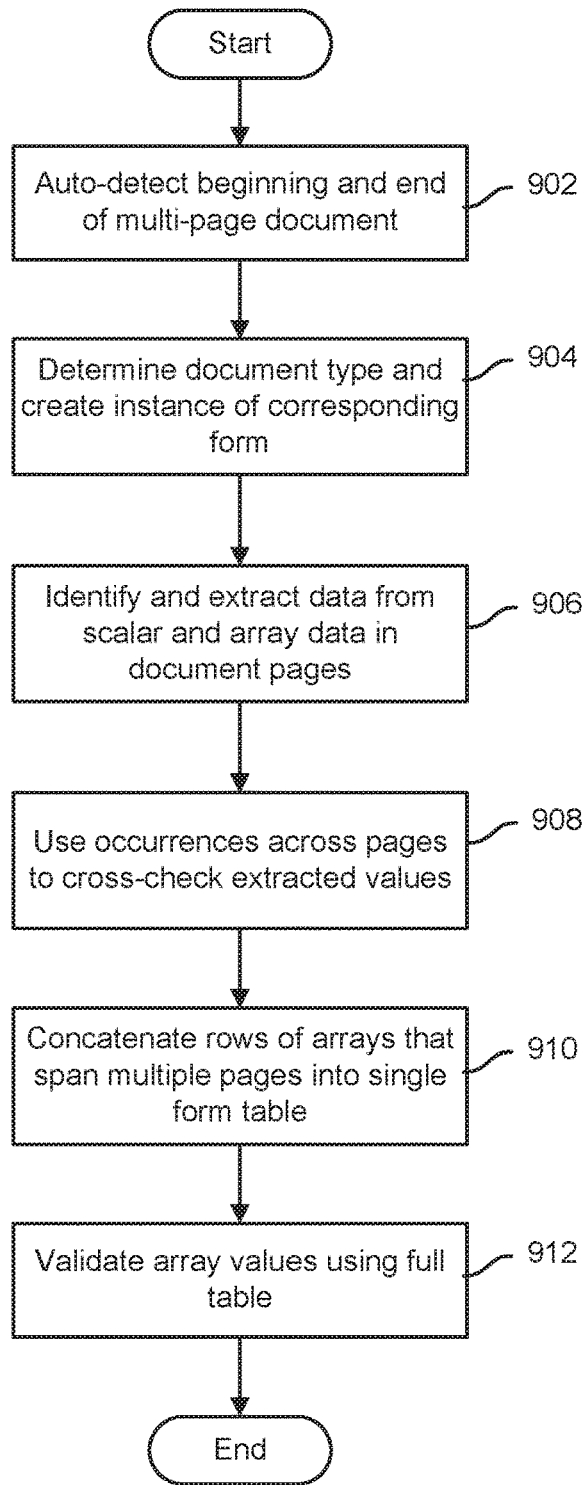 Start
Auto-detect beginning and end
of multi-page document
902
Determine document type and
create instance of corresponding
form
904
Identify and extract data from
scalar and array data in
document pages
906
Use occurrences across pages
to cross-check extracted values
908
Concatenate rows of arrays that
span multiple pages into single
form table
910
Validate array values using full
table
912
End